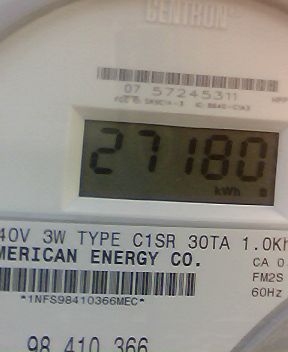 CENTRON
07 57245311
27180
kWh
40V 3W TYPE C1SR 30TA 1.0Kh
MERICAN ENERGY CO.
CA 0.
FM2S
60Hz
*1NFS98410366MEC*
98 410 366